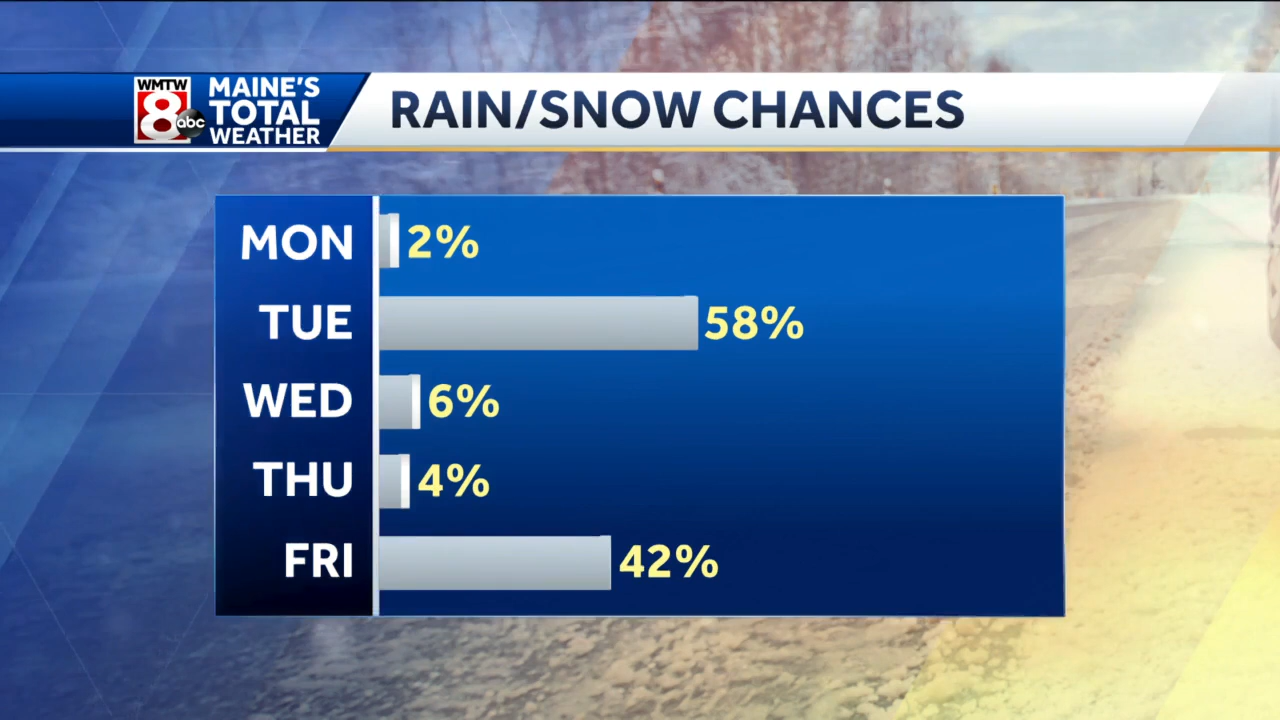 WMTW
8
abc
MAINE'S
TOTAL
WEATHER
RAIN/SNOW CHANCES
MON 2%
TUE 58%
WED 6%
THU 4%
FRI 42%